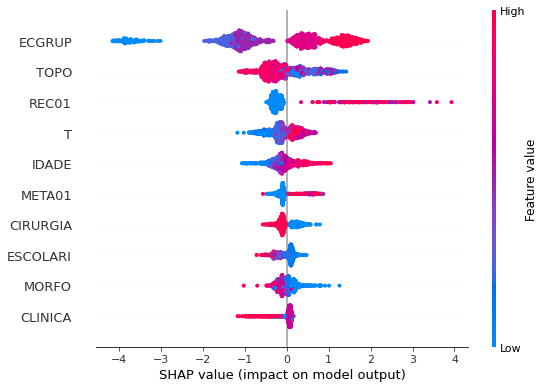 High
ECGRUP
TOPO
REC01
T
IDADE
META01
CIRURGIA
ESCOLARI
MORFO
CLINICA
Feature value
Low
−4 −3 −2 −1 0 1 2 3 4
SHAP value (impact on model output)